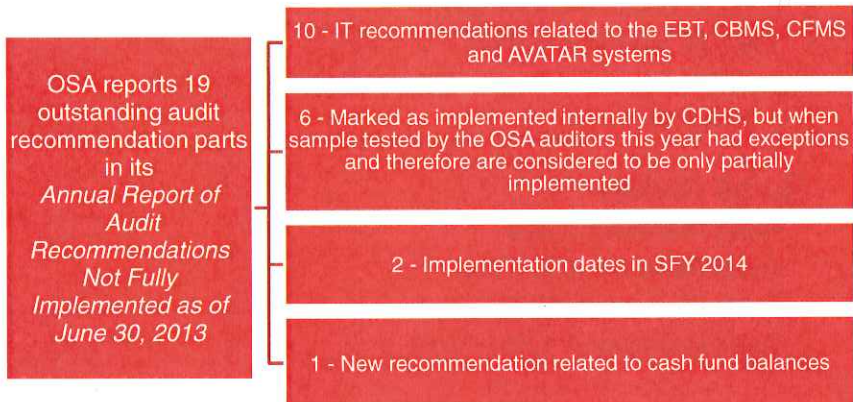 OSA reports 19
outstanding audit
recommendation parts
in its
Annual Report of
Audit
Recommendations
Not Fully
Implemented as of
June 30, 2013
10 - IT recommendations related to the EBT, CBMS, CFMS
and AVATAR systems
6 - Marked as implemented internally by CDHS, but when
sample tested by the OSA auditors this year had exceptions
and therefore are considered to be only partially
implemented
2 - Implementation dates in SFY 2014
1 - New recommendation related to cash fund balances